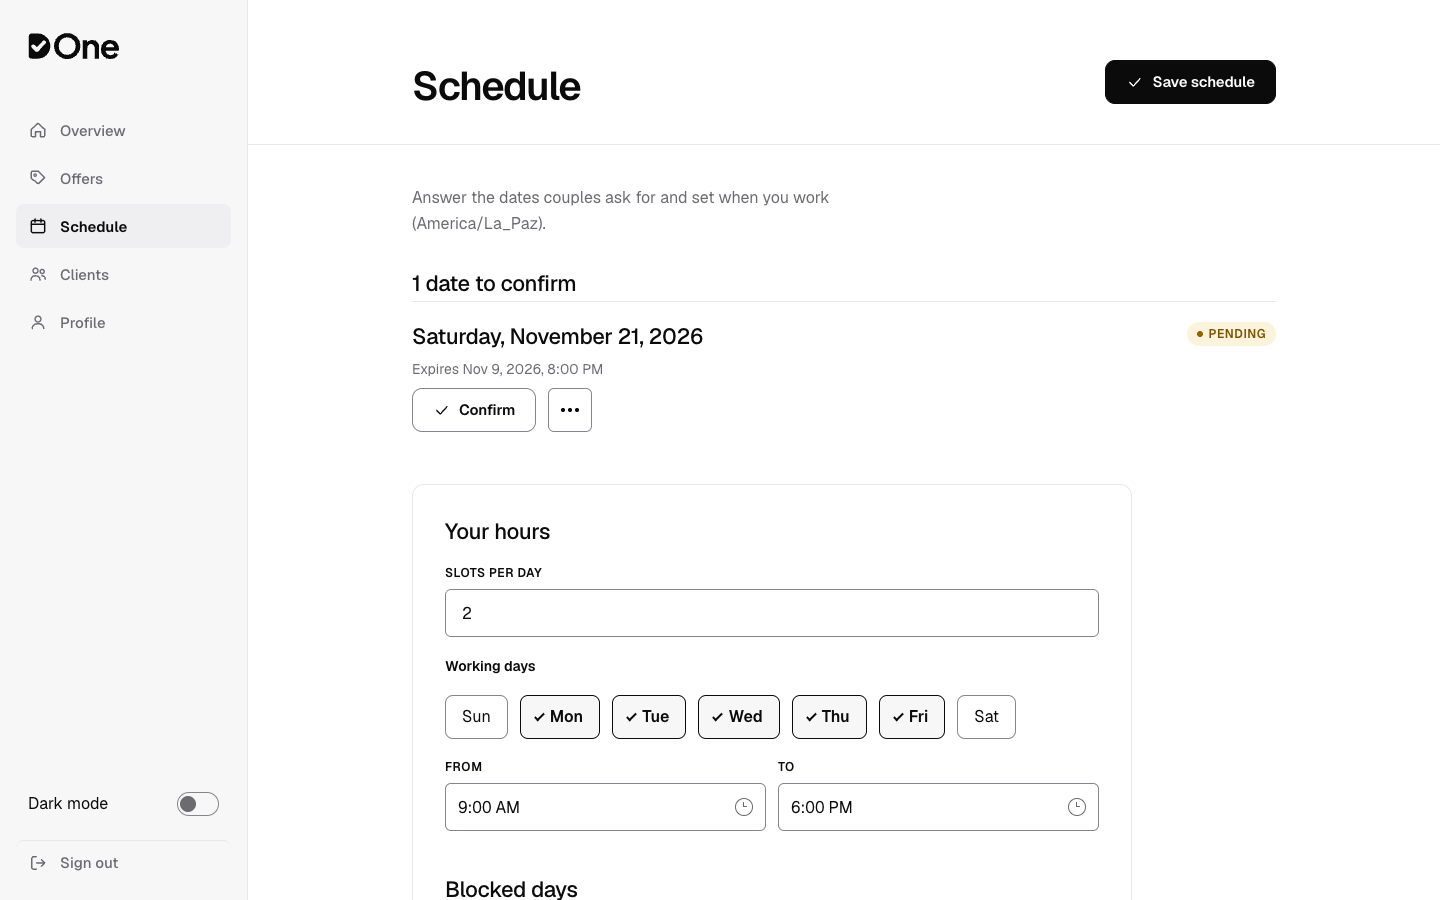 DOne
Overview
Offers
Schedule
Clients
Profile
Dark mode
Sign out
Schedule
Save schedule
Answer the dates couples ask for and set when you work
(America/La_Paz).
1 date to confirm
Saturday, November 21, 2026
PENDING
Expires Nov 9, 2026, 8:00 PM
Confirm
Your hours
SLOTS PER DAY
2
Working days
Sun Mon Tue Wed Thu Fri Sat
FROM TO
9:00 AM 6:00 PM
Blocked days